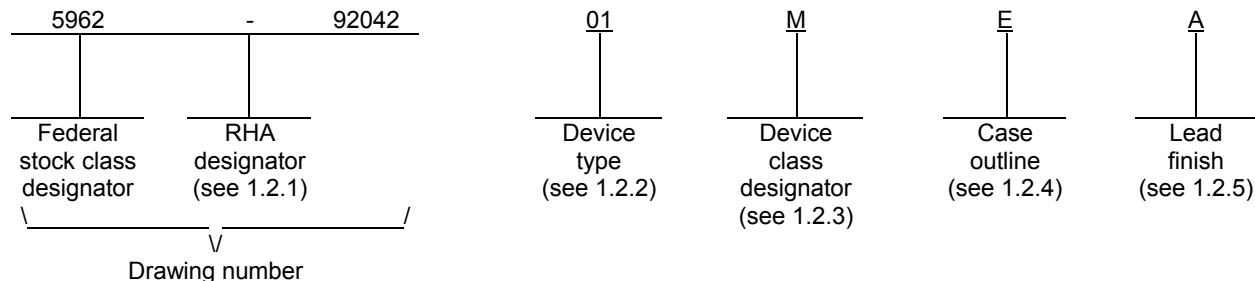 5962 - 92042 01 M E A
Federal stock class designator
RHA designator (see 1.2.1)
Device type (see 1.2.2)
Device class designator (see 1.2.3)
Case outline (see 1.2.4)
Lead finish (see 1.2.5)
\ /
\/
Drawing number